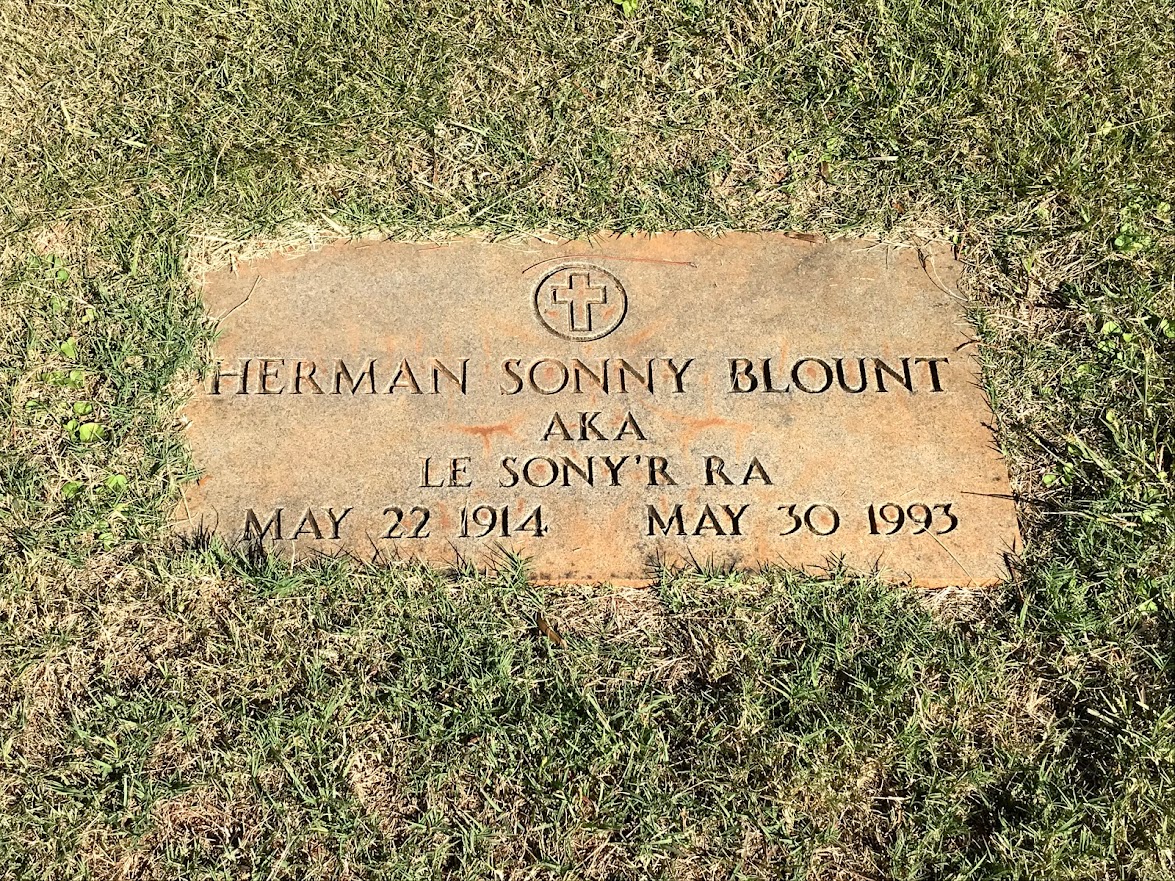 HERMAN SONNY BLOUNT
AKA
LE SONY'R RA
MAY 22 1914 MAY 30 1993